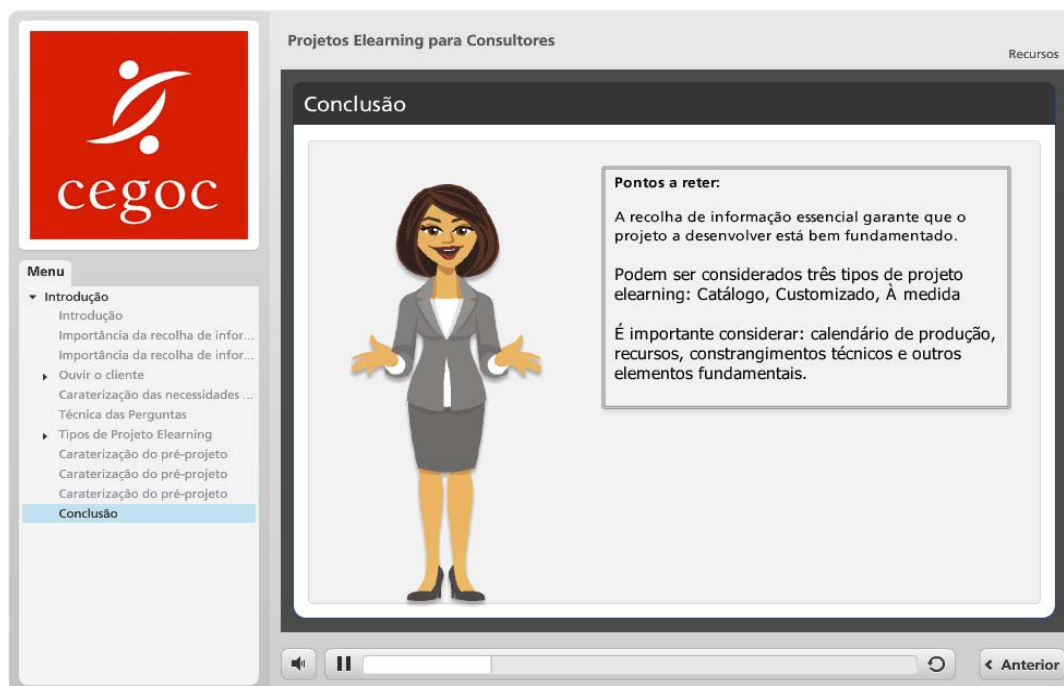 cegoc
Projetos Elearning para Consultores
Recursos
Menu
Introdução
Introdução
Importância da recolha de infor...
Importância da recolha de infor...
Ouvir o cliente
Caraterização das necessidades ...
Técnica das Perguntas
Tipos de Projeto Elearning
Caraterização do pré-projeto
Caraterização do pré-projeto
Caraterização do pré-projeto
Conclusão
Conclusão
Pontos a reter:
A recolha de informação essencial garante que o
projeto a desenvolver está bem fundamentado.
Podem ser considerados três tipos de projeto
elearning: Catálogo, Customizado, À medida
É importante considerar: calendário de produção,
recursos, constrangimentos técnicos e outros
elementos fundamentais.
Anterior